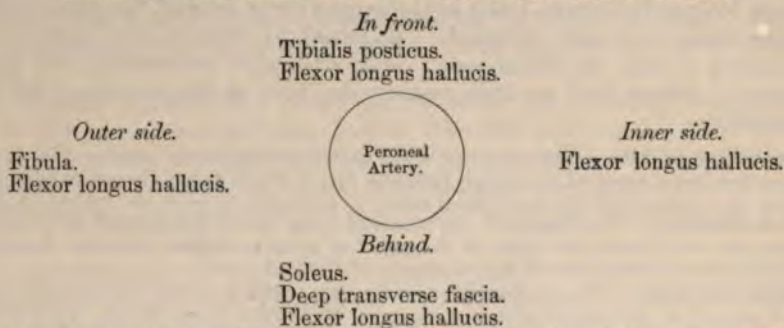 In front.
Tibialis posticus.
Flexor longus hallucis.
Outer side.
Fibula.
Flexor longus hallucis.
Peroneal
Artery.
Inner side.
Flexor longus hallucis.
Behind.
Soleus.
Deep transverse fascia.
Flexor longus hallucis.